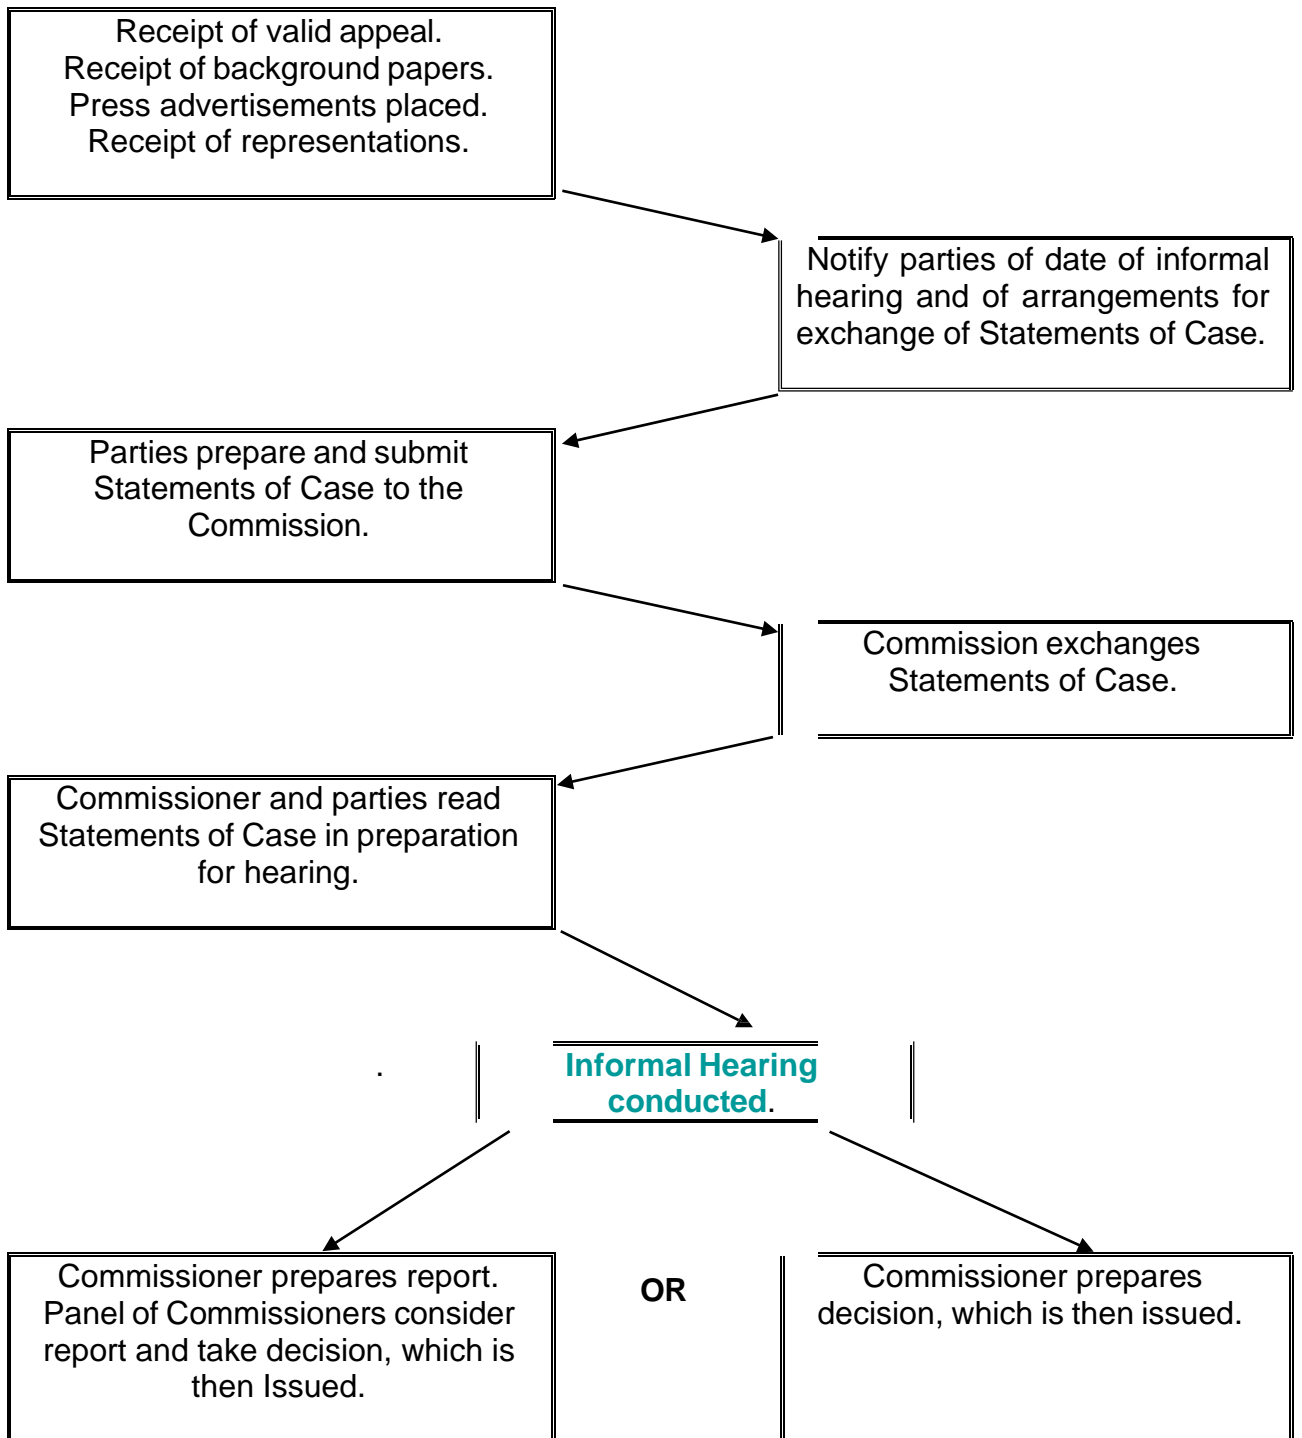 Receipt of valid appeal.
Receipt of background papers.
Press advertisements placed.
Receipt of representations.
Notify parties of date of informal
hearing and of arrangements for
exchange of Statements of Case.
Parties prepare and submit
Statements of Case to the
Commission.
Commission exchanges
Statements of Case.
Commissioner and parties read
Statements of Case in preparation
for hearing.
.
Informal Hearing
conducted.
Commissioner prepares report.
Panel of Commissioners consider
report and take decision, which is
then Issued.
OR
Commissioner prepares
decision, which is then issued.